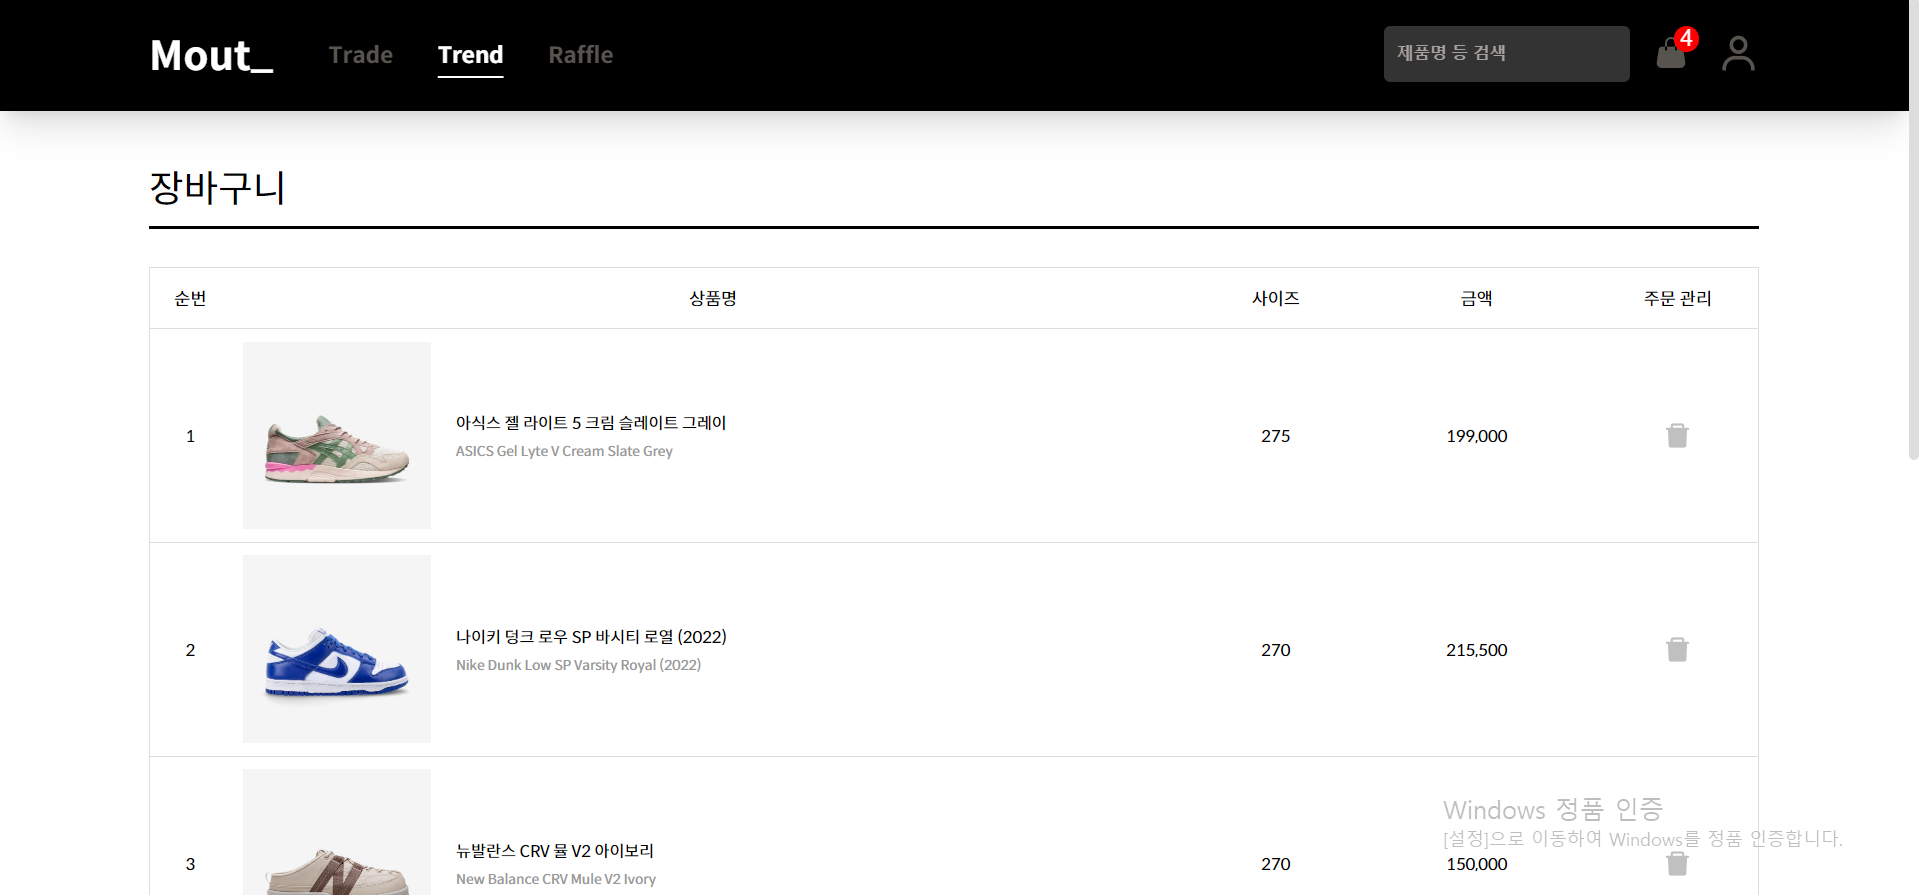 Mout_ Trade Trend Raffle 제품명 등 검색 4
장바구니
순번 상품명 사이즈 금액 주문 관리
아식스 젤 라이트 5 크림 슬레이트 그레이
1 275 199,000
ASICS Gel Lyte V Cream Slate Grey
나이키 덩크 로우 SP 바시티 로열 (2022)
2 270 215,500
Nike Dunk Low SP Varsity Royal (2022)
뉴발란스 CRV 뮬 V2 아이보리
3 270 150,000
New Balance CRV Mule V2 Ivory
Windows 정품 인증
[설정]으로 이동하여 Windows를 정품 인증합니다.